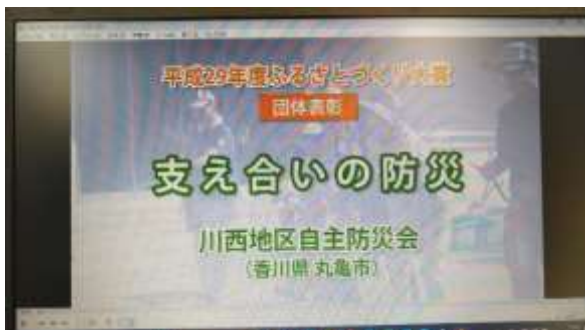 平成29年度ふるさとづくり大賞
団体表彰
支え合いの防災
川西地区自主防災会
(香川県 丸亀市)